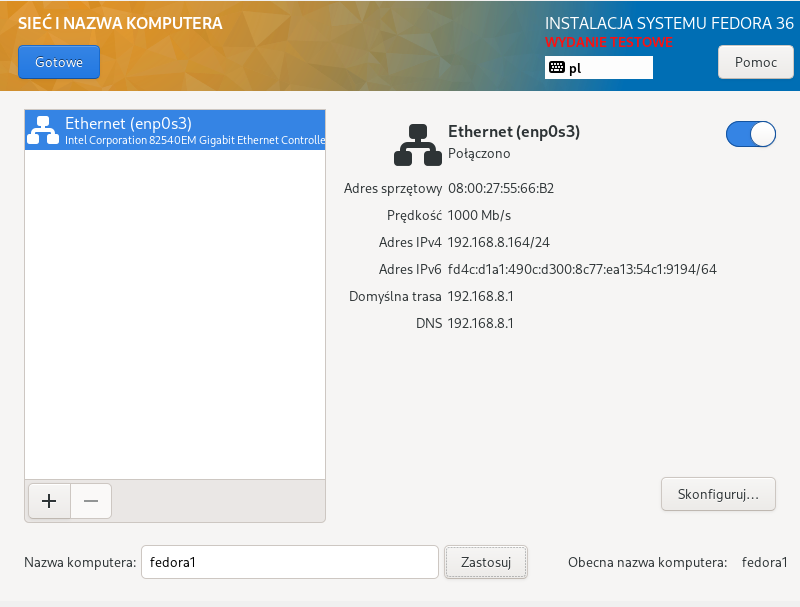 SIEĆ I NAZWA KOMPUTERA
INSTALACJA SYSTEMU FEDORA 36
WYDANIE TESTOWE
Gotowe
pl
Pomoc
Ethernet (enp0s3)
Intel Corporation 82540EM Gigabit Ethernet Controlle
Ethernet (enp0s3)
Połączono
Adres sprzętowy 08:00:27:55:66:B2
Prędkość 1000 Mb/s
Adres IPv4 192.168.8.164/24
Adres IPv6 fd4c:d1a1:490c:d300:8c77:ea13:54c1:9194/64
Domyślna trasa 192.168.8.1
DNS 192.168.8.1
Skonfiguruj...
Nazwa komputera: fedora1 Zastosuj Obecna nazwa komputera: fedora1